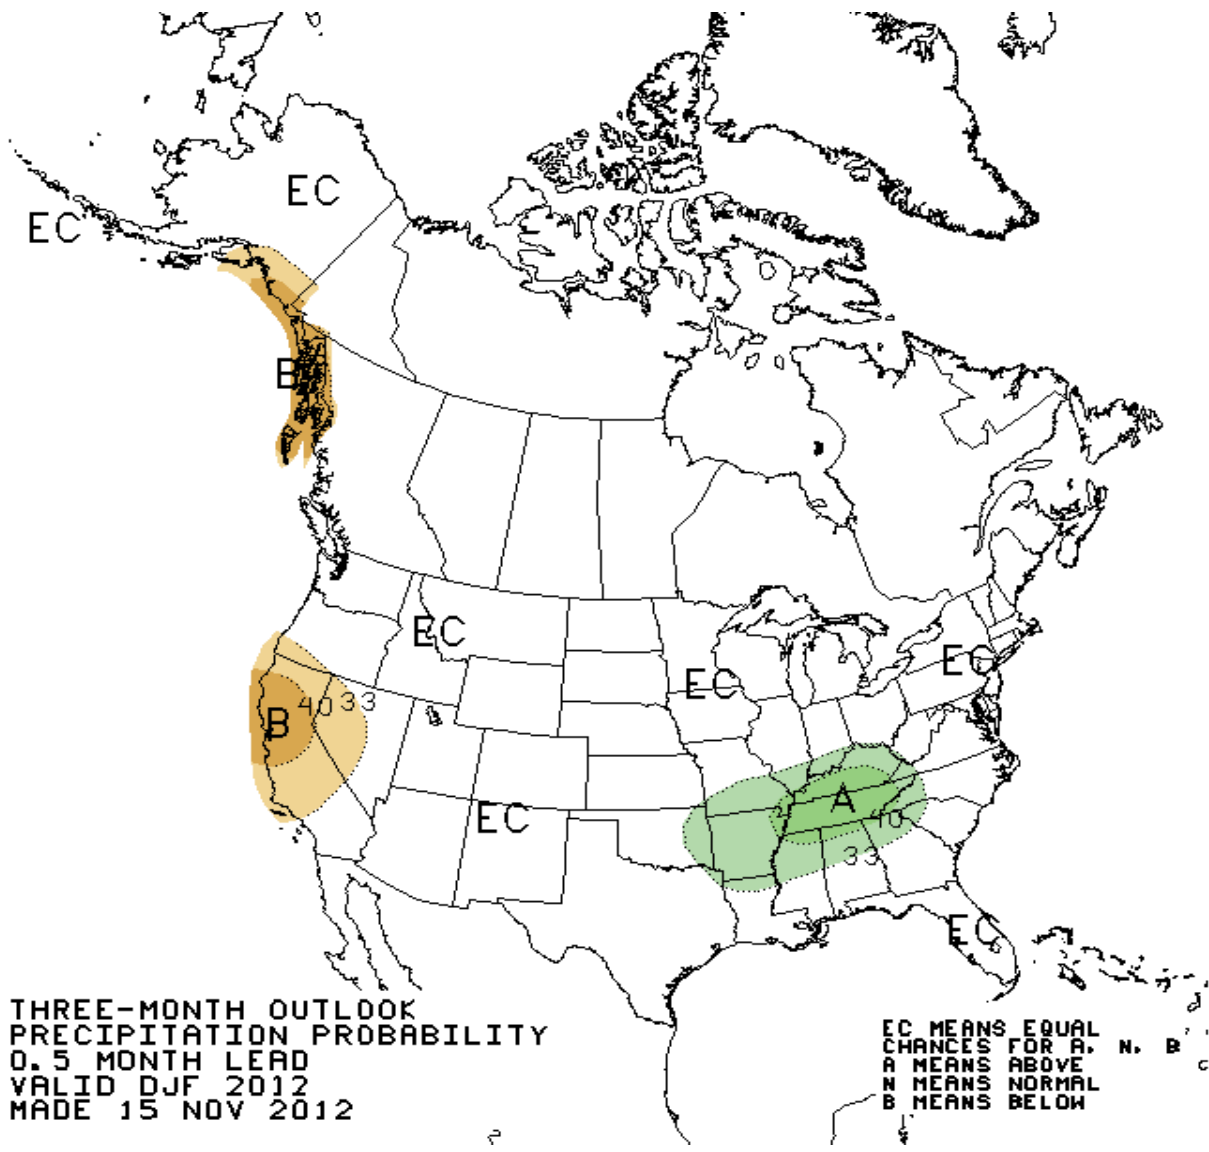 EC
EC
B
EC
EC
EC
40 33
B
A
40
EC
33
EC
THREE-MONTH OUTLOOK
PRECIPITATION PROBABILITY
0.5 MONTH LEAD
VALID DJF 2012
MADE 15 NOV 2012
EC MEANS EQUAL
CHANCES FOR A, N, B
A MEANS ABOVE
N MEANS NORMAL
B MEANS BELOW